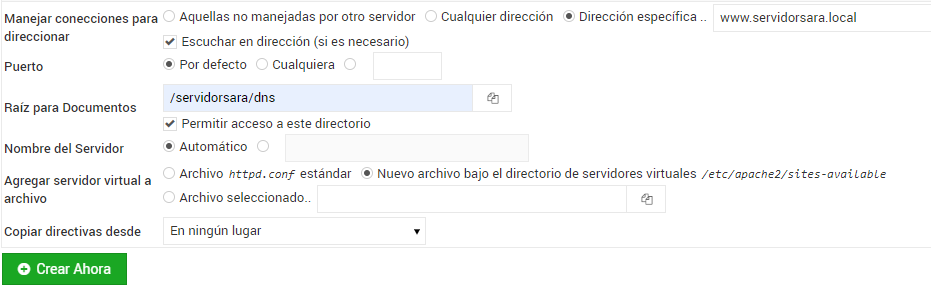 Manejar conecciones para direccionar
Aquellas no manejadas por otro servidor Cualquier dirección Dirección específica .. www.servidorsara.local
Escuchar en dirección (si es necesario)
Puerto Por defecto Cualquiera
Raíz para Documentos /servidorsara/dns
Permitir acceso a este directorio
Nombre del Servidor Automático
Agregar servidor virtual a archivo
Archivo httpd.conf estándar Nuevo archivo bajo el directorio de servidores virtuales /etc/apache2/sites-available
Archivo seleccionado..
Copiar directivas desde En ningún lugar
Crear Ahora